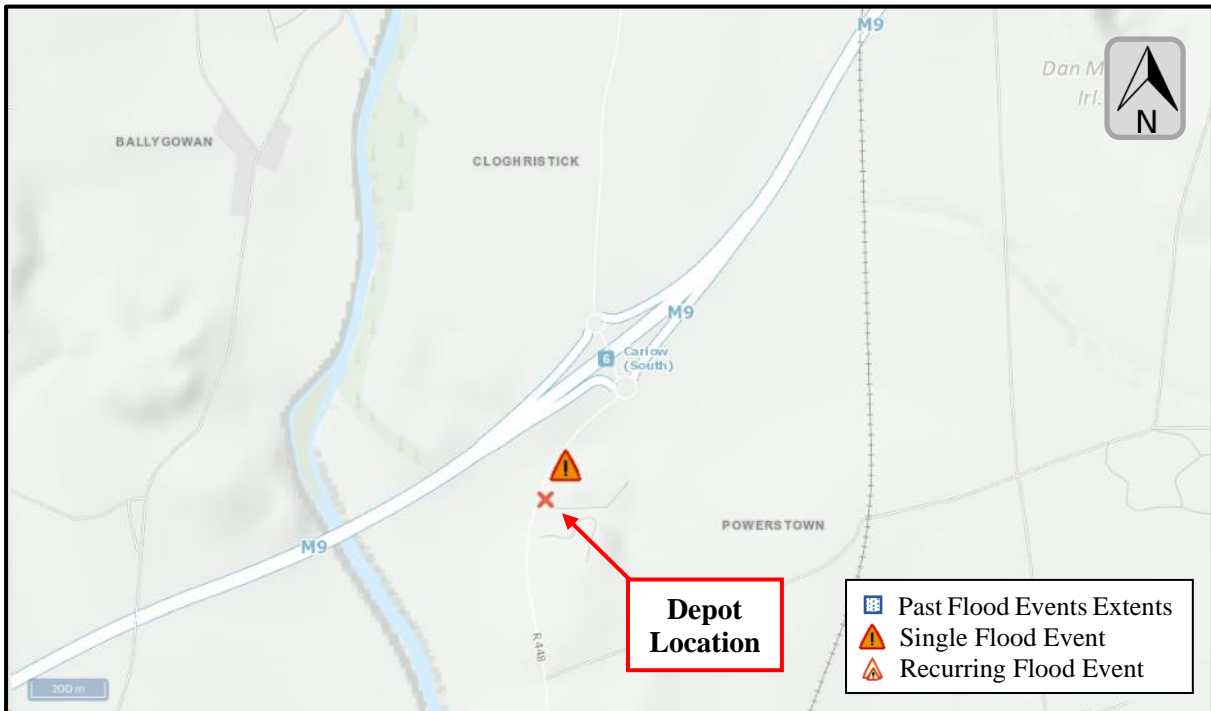 M9
Dan M
Irl.
N
BALLYGOWAN
CLOGHRISTICK
M9
6
Carlow
(South)
POWERSTOWN
M9
Depot
Location
R448
Past Flood Events Extents
Single Flood Event
Recurring Flood Event
200 m